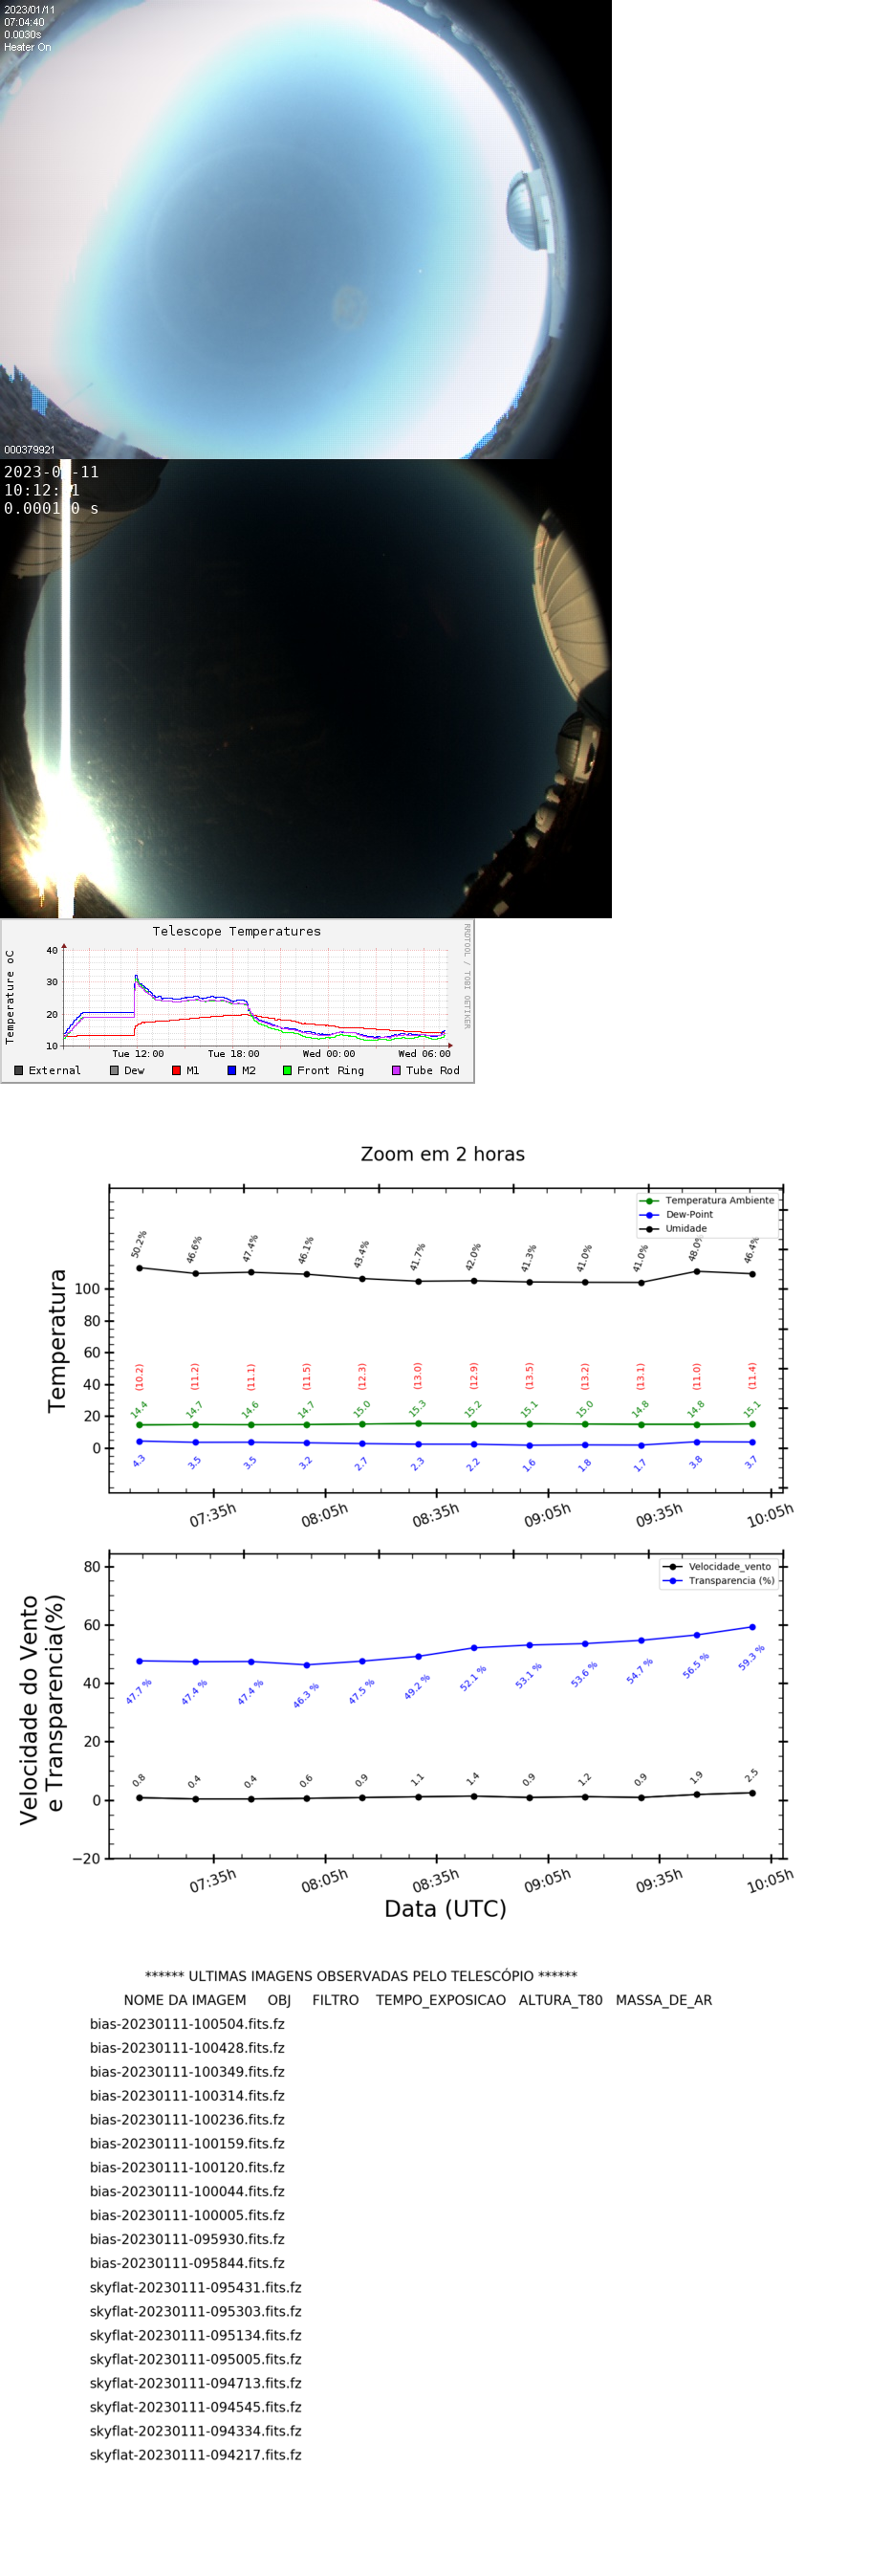 2023/01/11
07:04:40
0.0030s
Heater On
000379921
2023-0 -11
10:12: 1
0.0001 0 s
Telescope Temperatures
RRDTOOL / TOBI OETIKER
Temperature oC
40
30
20
10
Tue 12:00 Tue 18:00 Wed 00:00 Wed 06:00
External Dew M1 M2 Front Ring Tube Rod
Zoom em 2 horas
Temperatura Ambiente
Dew-Point
Umidade
Temperatura
100
80
60
40
20
0
50.2% 46.6% 47.4% 46.1% 43.4% 41.7% 42.0% 41.3% 41.0% 41.0% 48.0% 46.4%
(10.2) (11.2) (11.1) (11.5) (12.3) (13.0) (12.9) (13.5) (13.2) (13.1) (11.0) (11.4)
14.4 14.7 14.6 14.7 15.0 15.3 15.2 15.1 15.0 14.8 14.8 15.1
4.3 3.5 3.5 3.2 2.7 2.3 2.2 1.6 1.8 1.7 3.8 3.7
07:35h 08:05h 08:35h 09:05h 09:35h 10:05h
Velocidade_vento
Transparencia (%)
Velocidade do Vento
e Transparencia(%)
80
60
40
20
0
−20
47.7 % 47.4 % 47.4 % 46.3 % 47.5 % 49.2 % 52.1 % 53.1 % 53.6 % 54.7 % 56.5 % 59.3 %
0.8 0.4 0.4 0.6 0.9 1.1 1.4 0.9 1.2 0.9 1.9 2.5
07:35h 08:05h 08:35h 09:05h 09:35h 10:05h
Data (UTC)
****** ULTIMAS IMAGENS OBSERVADAS PELO TELESCÓPIO ******
NOME DA IMAGEM OBJ FILTRO TEMPO_EXPOSICAO ALTURA_T80 MASSA_DE_AR
bias-20230111-100504.fits.fz
bias-20230111-100428.fits.fz
bias-20230111-100349.fits.fz
bias-20230111-100314.fits.fz
bias-20230111-100236.fits.fz
bias-20230111-100159.fits.fz
bias-20230111-100120.fits.fz
bias-20230111-100044.fits.fz
bias-20230111-100005.fits.fz
bias-20230111-095930.fits.fz
bias-20230111-095844.fits.fz
skyflat-20230111-095431.fits.fz
skyflat-20230111-095303.fits.fz
skyflat-20230111-095134.fits.fz
skyflat-20230111-095005.fits.fz
skyflat-20230111-094713.fits.fz
skyflat-20230111-094545.fits.fz
skyflat-20230111-094334.fits.fz
skyflat-20230111-094217.fits.fz